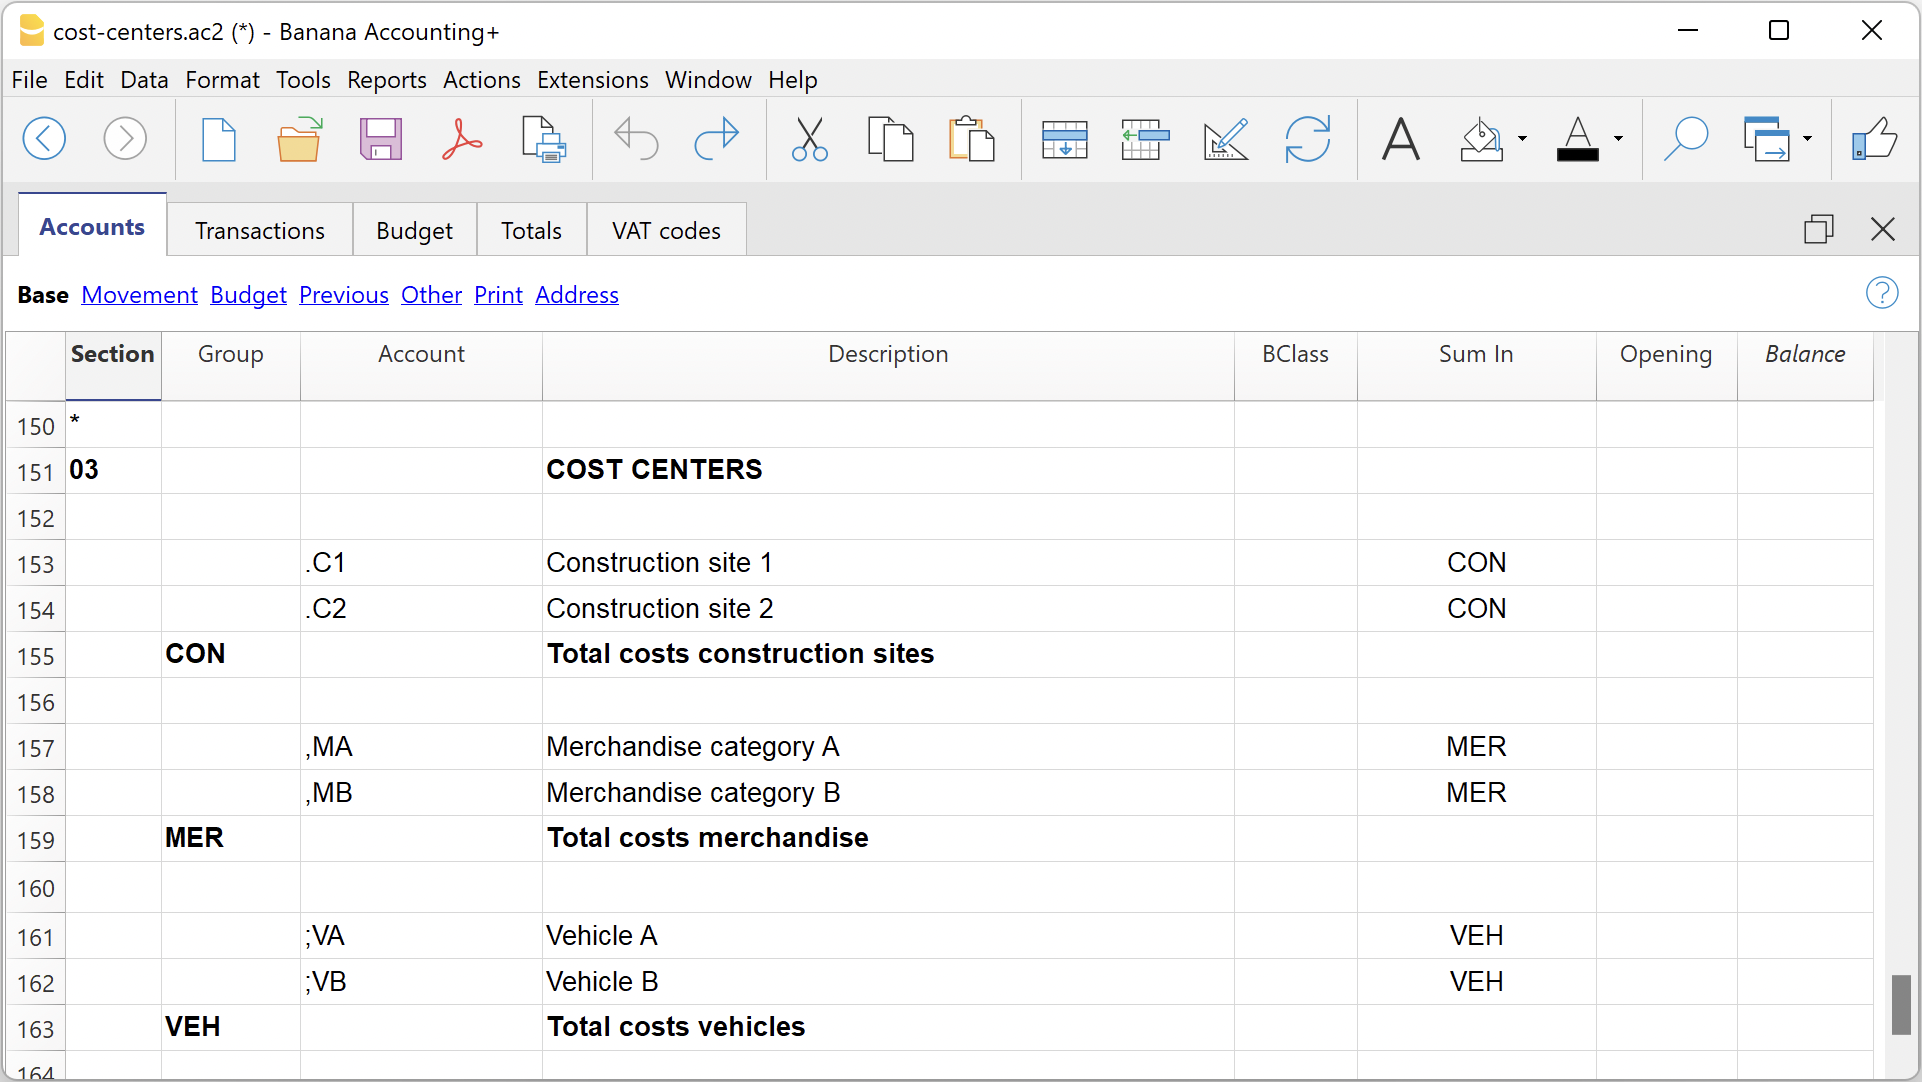 cost-centers.ac2 (*) - Banana Accounting+
File Edit Data Format Tools Reports Actions Extensions Window Help
Accounts Transactions Budget Totals VAT codes
Base Movement Budget Previous Other Print Address
Section Group Account Description BClass Sum In Opening Balance
150 *
151 03 COST CENTERS
152
153 .C1 Construction site 1 CON
154 .C2 Construction site 2 CON
155 CON Total costs construction sites
156
157 ,MA Merchandise category A MER
158 ,MB Merchandise category B MER
159 MER Total costs merchandise
160
161 ;VA Vehicle A VEH
162 ;VB Vehicle B VEH
163 VEH Total costs vehicles
164